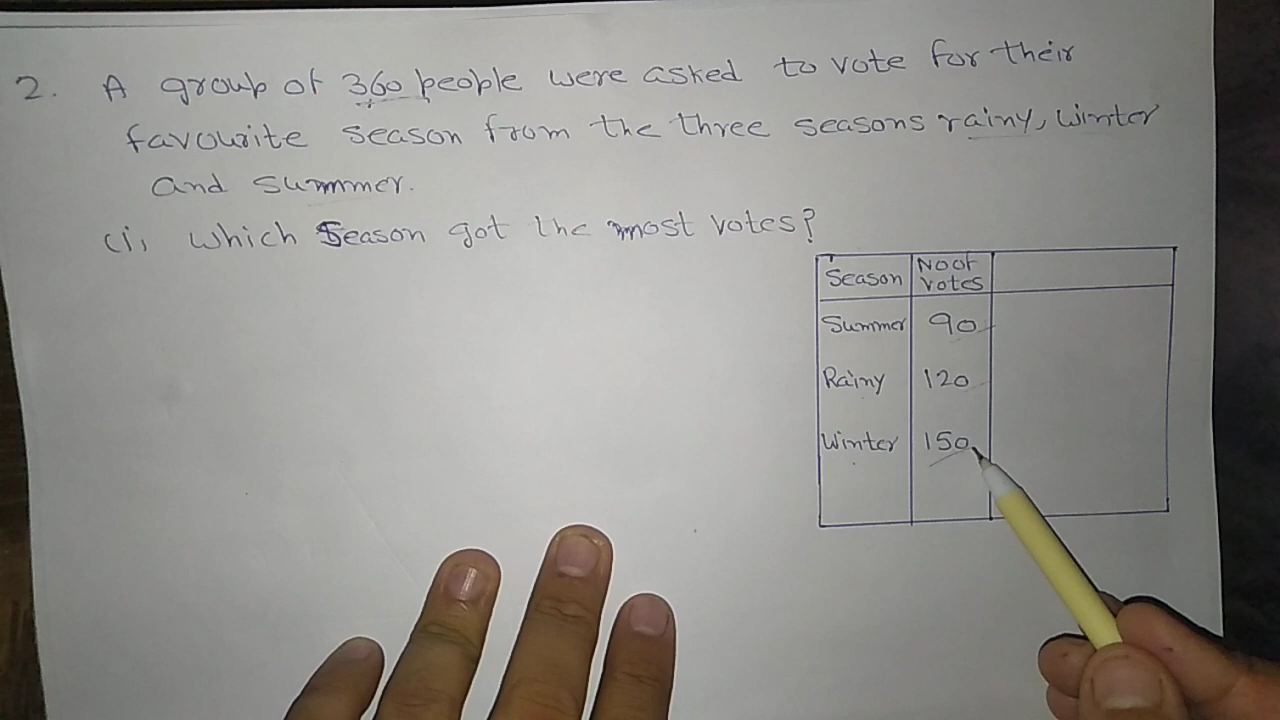 2. A group of 360 people were asked to vote for their
favourite season from the three seasons rainy, winter
and summer.
(i) Which Season got the most votes?
Season No of votes
Summer 90
Rainy 120
Winter 150